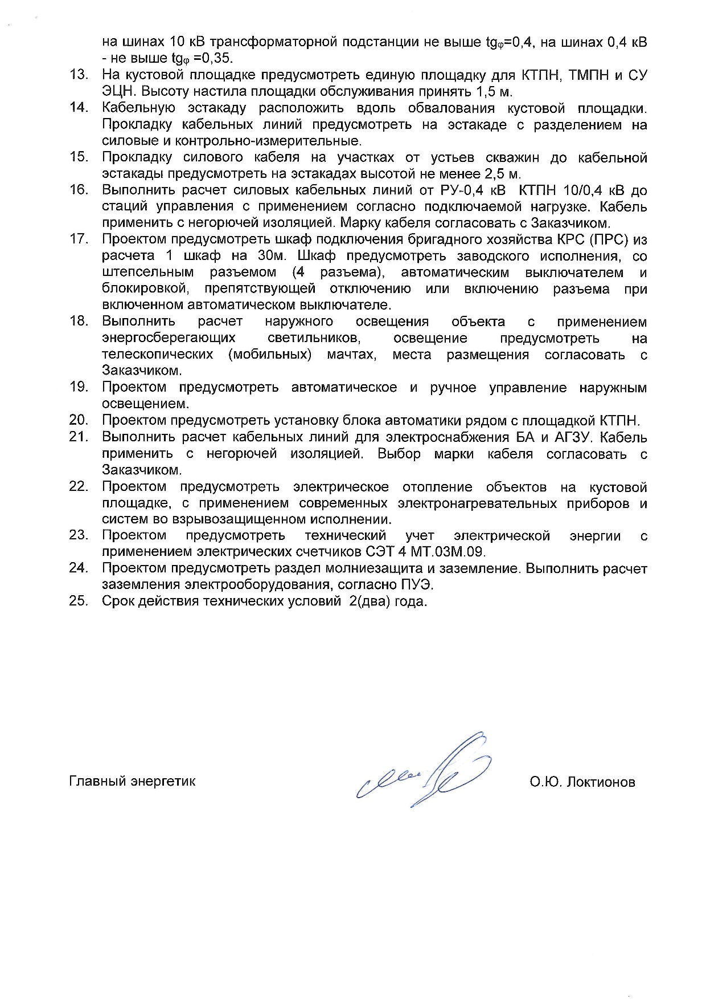 на шинах 10 кВ трансформаторной подстанции не выше tgφ=0,4, на шинах 0,4 кВ
- не выше tgφ =0,35.
13. На кустовой площадке предусмотреть единую площадку для КТПН, ТМПН и СУ
ЭЦН. Высоту настила площадки обслуживания принять 1,5 м.
14. Кабельную эстакаду расположить вдоль обвалования кустовой площадки.
Прокладку кабельных линий предусмотреть на эстакаде с разделением на
силовые и контрольно-измерительные.
15. Прокладку силового кабеля на участках от устьев скважин до кабельной
эстакады предусмотреть на эстакадах высотой не менее 2,5 м.
16. Выполнить расчет силовых кабельных линий от РУ-0,4 кВ  КТПН 10/0,4 кВ до
стаций управления с применением согласно подключаемой нагрузке. Кабель
применить с негорючей изоляцией. Марку кабеля согласовать с Заказчиком.
17. Проектом предусмотреть шкаф подключения бригадного хозяйства КРС (ПРС) из
расчета 1 шкаф на 30м. Шкаф предусмотреть заводского исполнения, со
штепсельным разъемом (4 разъема), автоматическим выключателем и
блокировкой, препятствующей отключению или включению разъема при
включенном автоматическом выключателе.
18. Выполнить расчет наружного освещения объекта с применением
энергосберегающих светильников, освещение предусмотреть на
телескопических (мобильных) мачтах, места размещения согласовать с
Заказчиком.
19. Проектом предусмотреть автоматическое и ручное управление наружным
освещением.
20. Проектом предусмотреть установку блока автоматики рядом с площадкой КТПН.
21. Выполнить расчет кабельных линий для электроснабжения БА и АГЗУ. Кабель
применить с негорючей изоляцией. Выбор марки кабеля согласовать с
Заказчиком.
22. Проектом предусмотреть электрическое отопление объектов на кустовой
площадке, с применением современных электронагревательных приборов и
систем во взрывозащищенном исполнении.
23. Проектом предусмотреть технический учет электрической энергии с
применением электрических счетчиков СЭТ 4 МТ.03М.09.
24. Проектом предусмотреть раздел молниезащита и заземление. Выполнить расчет
заземления электрооборудования, согласно ПУЭ.
25. Срок действия технических условий  2(два) года.
Главный энергетик О.Ю. Локтионов